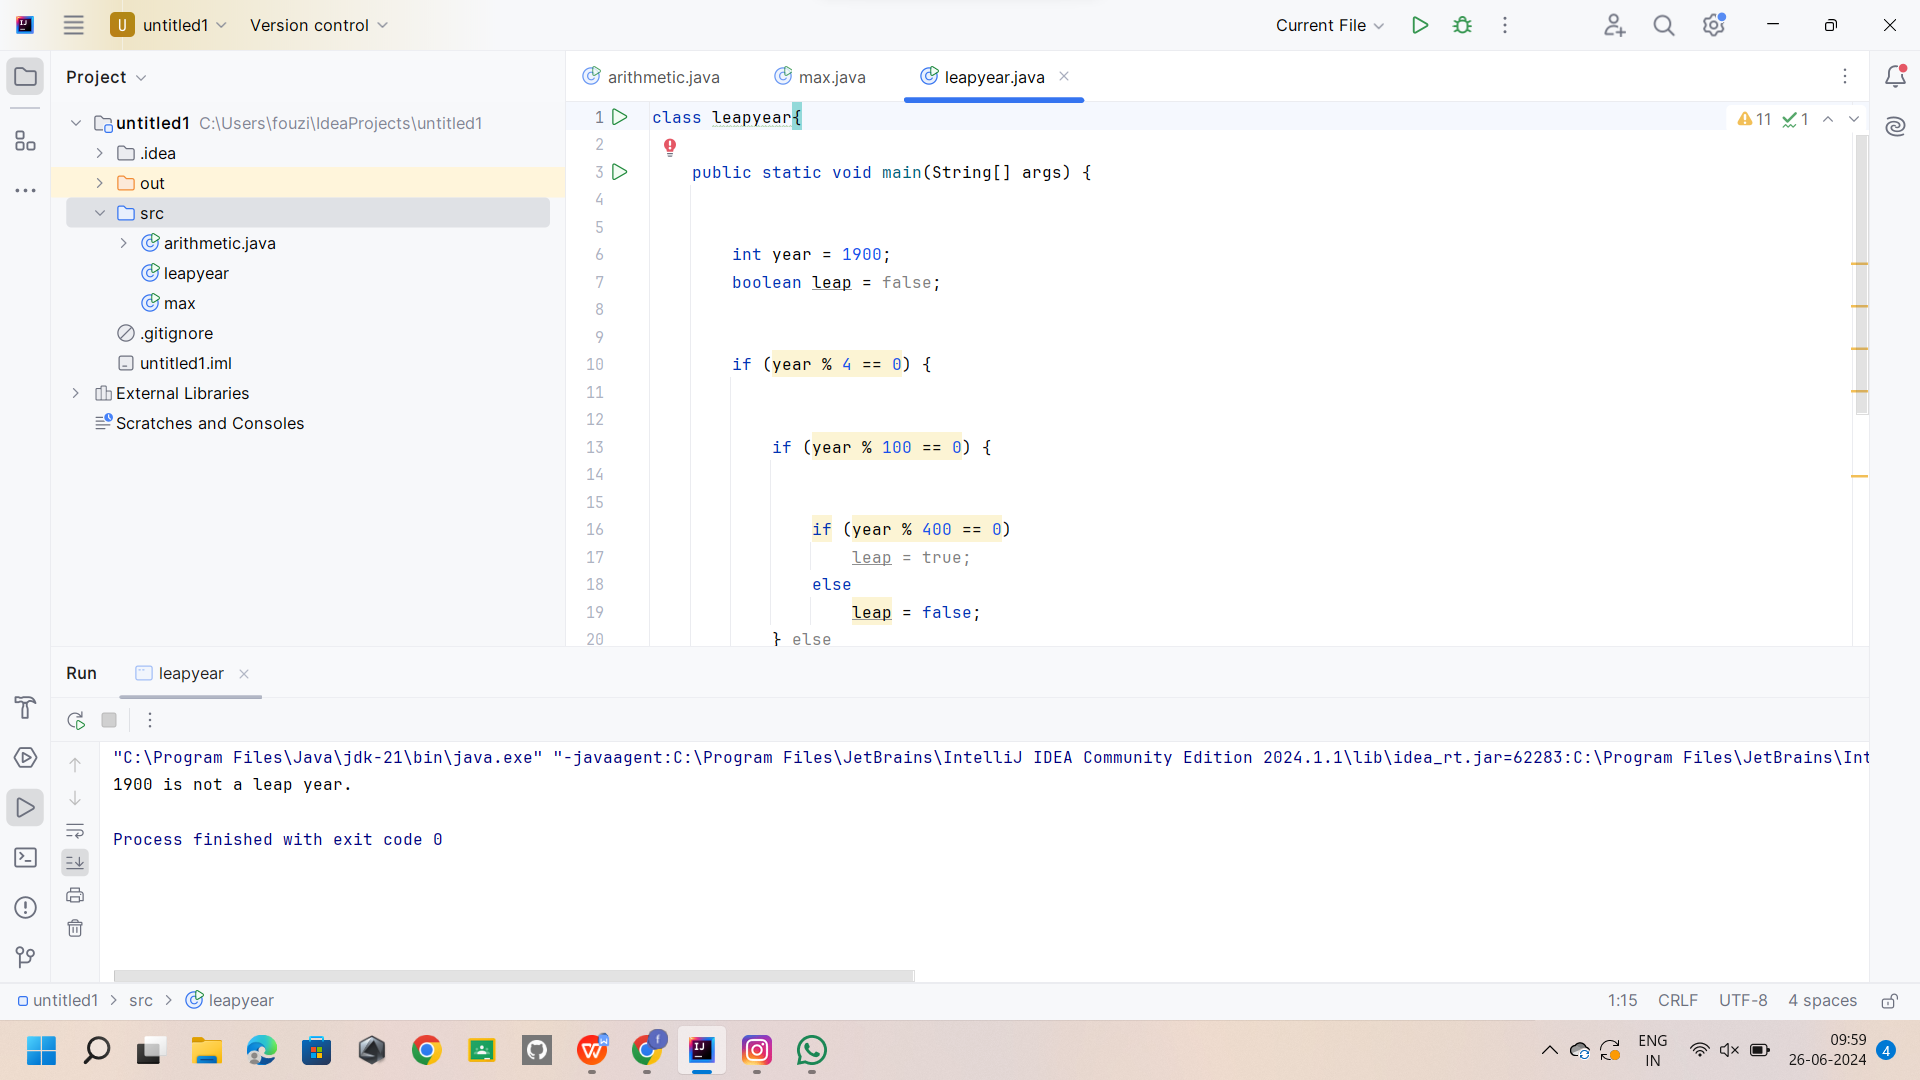 U untitled1 Version control Current File
Project
untitled1 C:\Users\fouzi\IdeaProjects\untitled1
.idea
out
src
arithmetic.java
leapyear
max
.gitignore
untitled1.iml
External Libraries
Scratches and Consoles
arithmetic.java max.java leapyear.java
11 1
1 class leapyear{
2
3 public static void main(String[] args) {
4
5
6 int year = 1900;
7 boolean leap = false;
8
9
10 if (year % 4 == 0) {
11
12
13 if (year % 100 == 0) {
14
15
16 if (year % 400 == 0)
17 leap = true;
18 else
19 leap = false;
20 } else
Run leapyear
"C:\Program Files\Java\jdk-21\bin\java.exe" "-javaagent:C:\Program Files\JetBrains\IntelliJ IDEA Community Edition 2024.1.1\lib\idea_rt.jar=62283:C:\Program Files\JetBrains\Int
1900 is not a leap year.
Process finished with exit code 0
untitled1 > src > leapyear 1:15 CRLF UTF-8 4 spaces
ENG
IN
09:59
26-06-2024
4